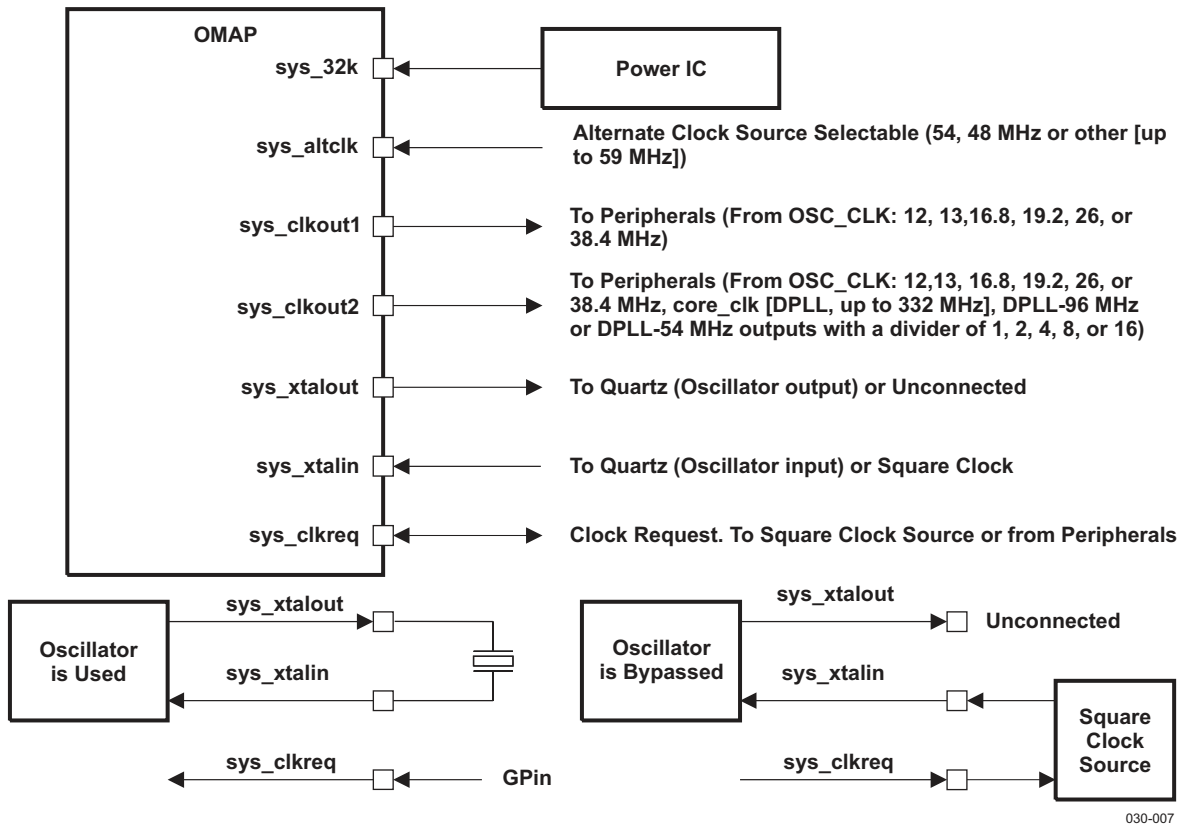 OMAP
sys_32k
Power IC
sys_altclk
Alternate Clock Source Selectable (54, 48 MHz or other [up
to 59 MHz])
sys_clkout1
To Peripherals (From OSC_CLK: 12, 13,16.8, 19.2, 26, or
38.4 MHz)
sys_clkout2
To Peripherals (From OSC_CLK: 12,13, 16.8, 19.2, 26, or
38.4 MHz, core_clk [DPLL, up to 332 MHz], DPLL-96 MHz
or DPLL-54 MHz outputs with a divider of 1, 2, 4, 8, or 16)
sys_xtalout
To Quartz (Oscillator output) or Unconnected
sys_xtalin
To Quartz (Oscillator input) or Square Clock
sys_clkreq
Clock Request. To Square Clock Source or from Peripherals
Oscillator
is Used
sys_xtalout
sys_xtalin
sys_clkreq
GPin
Oscillator
is Bypassed
sys_xtalout
Unconnected
sys_xtalin
sys_clkreq
Square
Clock
Source
030-007